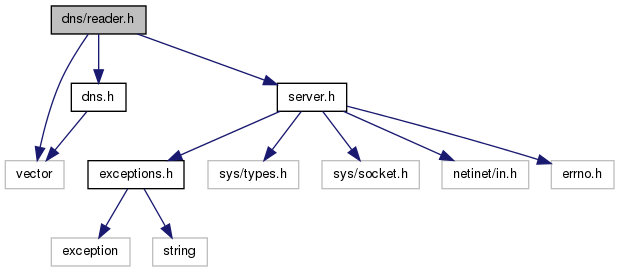 dns/reader.h
dns.h
server.h
vector
exceptions.h
sys/types.h
sys/socket.h
netinet/in.h
errno.h
exception
string